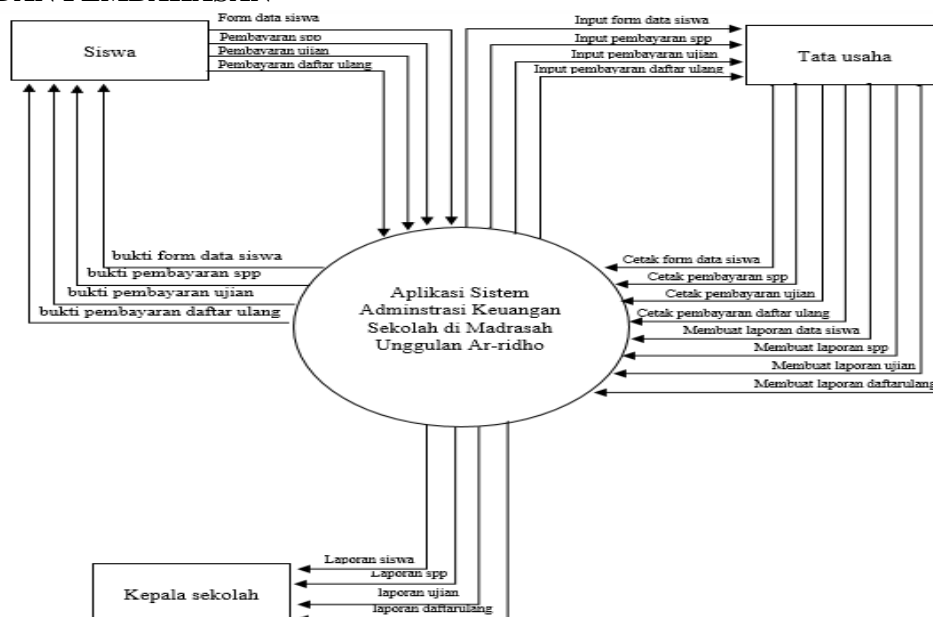 DAN PEMBAHASAN
Form data siswa
Pembayaran spp
Pembayaran ujian
Pembayaran daftar ulang
Siswa
Input form data siswa
Input pembayaran spp
Input pembayaran ujian
Input pembayaran daftar ulang
Tata usaha
bukti form data siswa
bukti pembayaran spp
bukti pembayaran ujian
bukti pembayaran daftar ulang
Aplikasi Sistem
Adminstrasi Keuangan
Sekolah di Madrasah
Unggulan Ar-ridho
Cetak form data siswa
Cetak pembayaran spp
Cetak pembayaran ujian
Cetak pembayaran daftar ulang
Membuat laporan data siswa
Membuat laporan spp
Membuat laporan ujian
Membuat laporan daftarulang
Laporan siswa
Laporan spp
laporan ujian
laporan daftarulang
Kepala sekolah